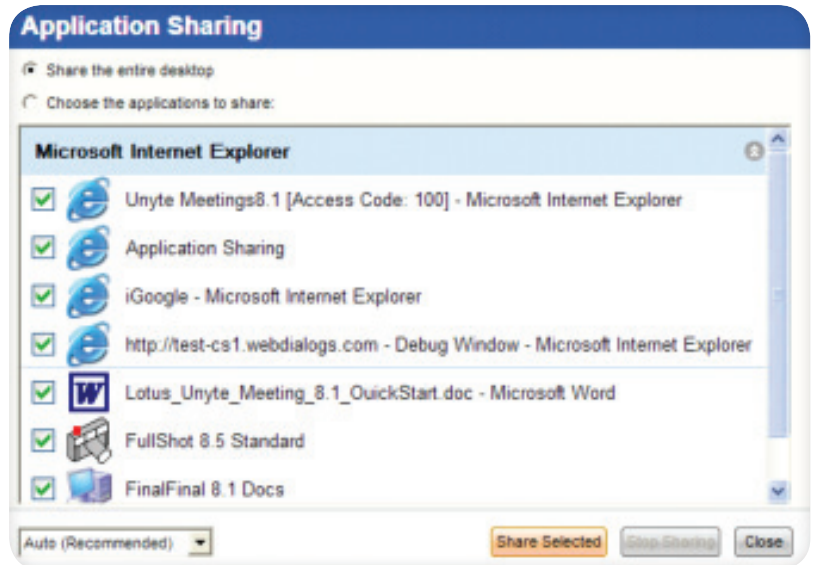 Application Sharing
Share the entire desktop
Choose the applications to share:
Microsoft Internet Explorer
Unyte Meetings8.1 [Access Code: 100] - Microsoft Internet Explorer
Application Sharing
iGoogle - Microsoft Internet Explorer
http://test-cs1.webdialogs.com - Debug Window - Microsoft Internet Explorer
Lotus_Unyte_Meeting_8.1_OuickStart.doc - Microsoft Word
FullShot 8.5 Standard
FinalFinal 8.1 Docs
Auto (Recommended)
Share Selected
Stop Sharing
Close